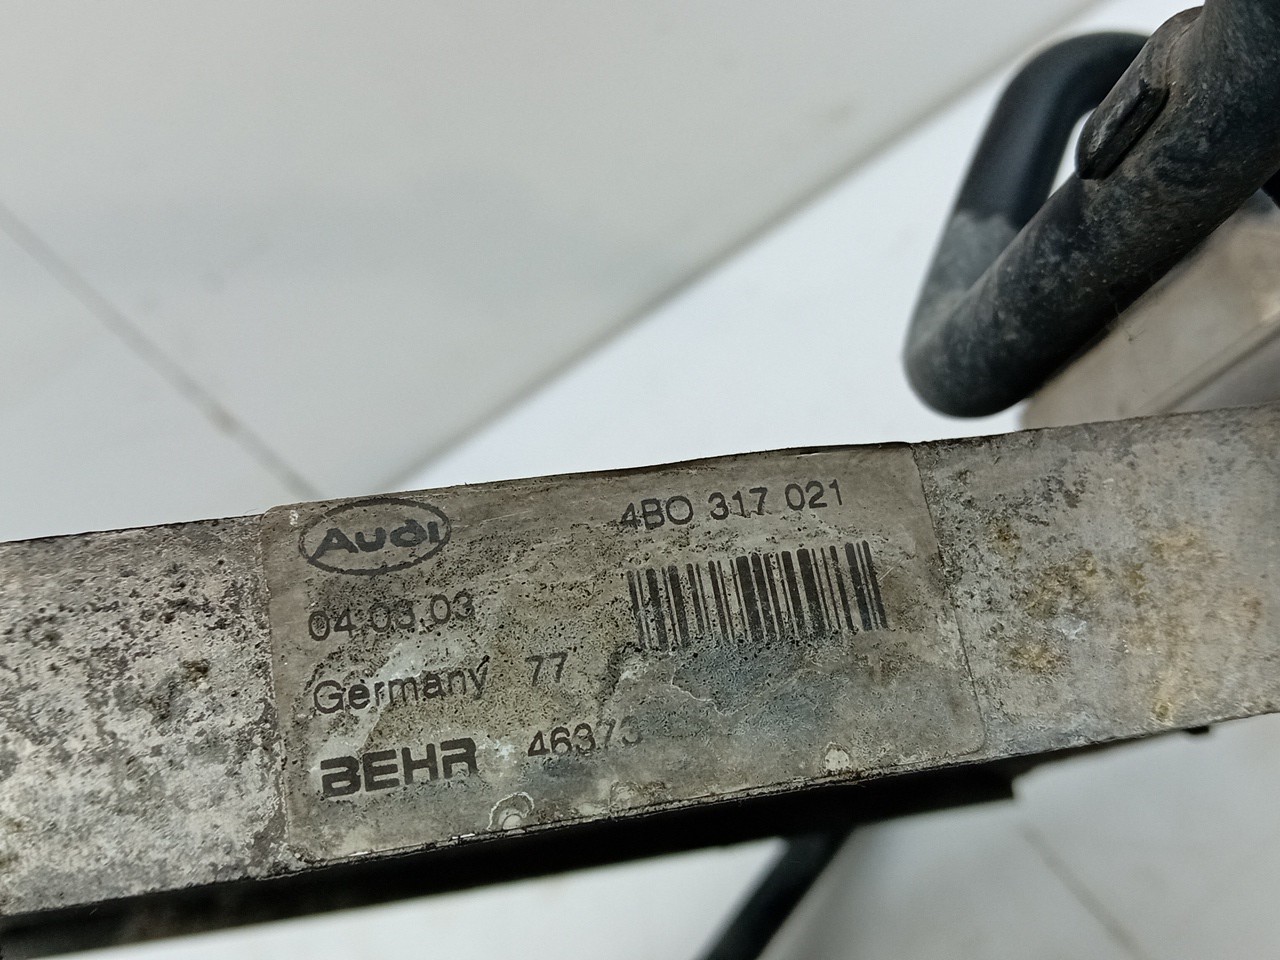 Audi
4B0 317 021
04.03.03
Germany 77
BEHR 46373